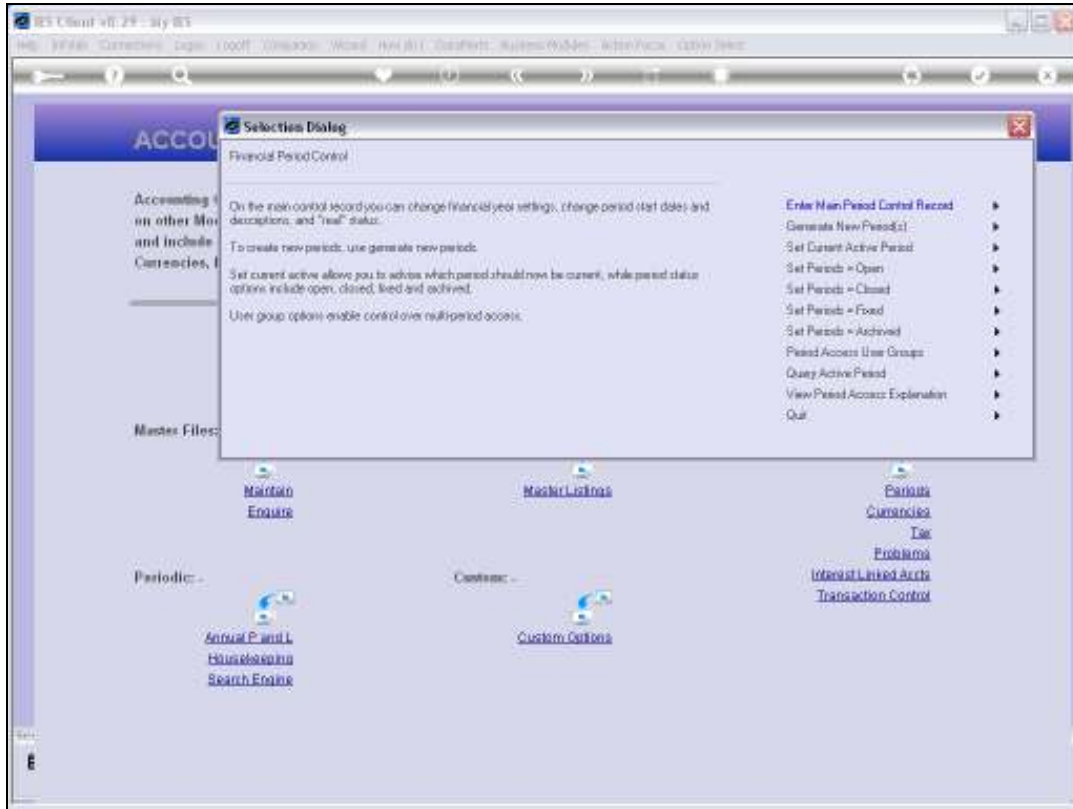 IES Client v8.29 - My IES
Selection Dialog
ACCOU
Financial Period Control
Accounting
on other Mo
and include
Currencies,
On the main control record you can change financial year settings, change period start dates and
descriptions, and "real" status.
To create new periods, use generate new periods.
Set current active allows you to advise which period should now be current, while period status
options include open, closed, fixed and archived.
User group options enable control over multi-period access.
Enter Main Period Control Record
Generate New Period(s)
Set Current Active Period
Set Periods = Open
Set Periods = Closed
Set Periods = Fixed
Set Periods = Archived
Period Access User Groups
Query Active Period
View Period Access Explanation
Quit
Master Files:
Maintain
Enquire
Master Listings
Periods
Currencies
Tax
Problems
Interest Linked Accts
Transaction Control
Periodic: -
Custom: -
Annual P and L
Housekeeping
Search Engine
Custom Options